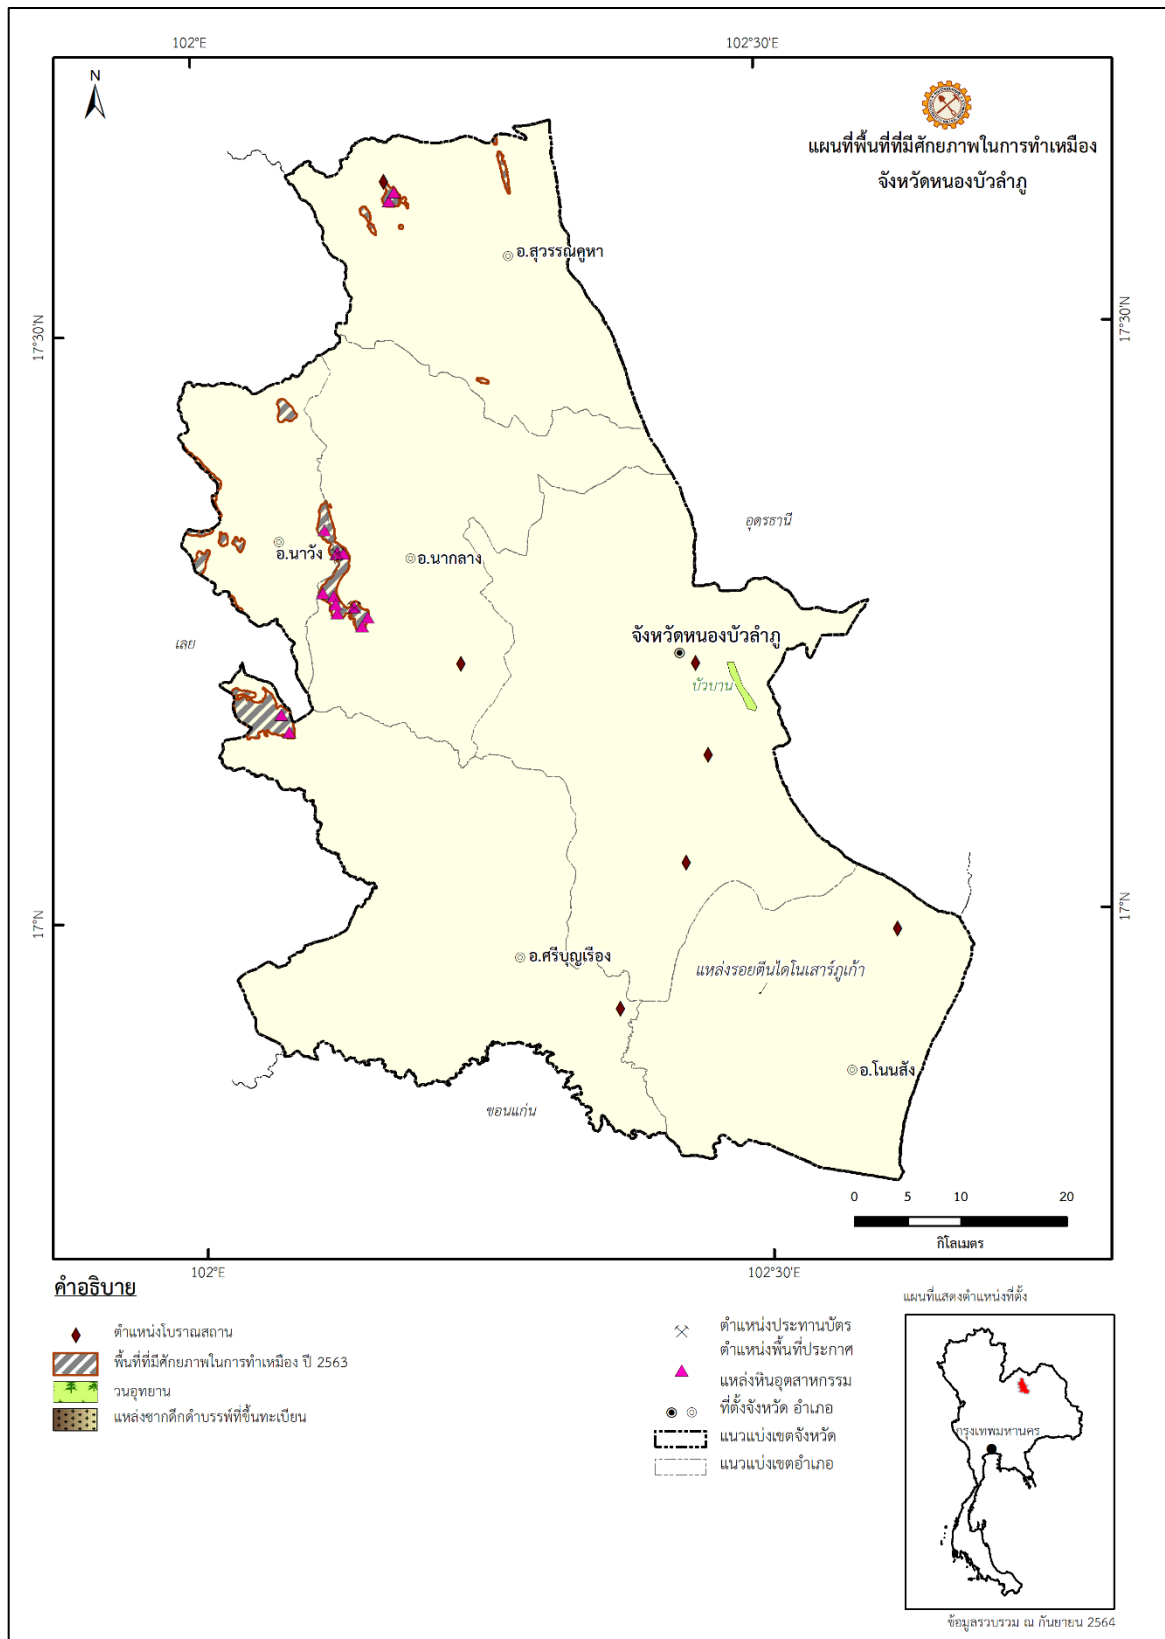 102°E
102°30'E
N
แผนที่พื้นที่ที่มีศักยภาพในการทำเหมือง
จังหวัดหนองบัวลำภู
อ.สุวรรณคูหา
17°30'N
17°30'N
อุดรธานี
อ.นาวัง
อ.นากลาง
เลย
จังหวัดหนองบัวลำภู
บัวบาน
17°N
17°N
อ.ศรีบุญเรือง
แหล่งรอยตีนไดโนเสาร์ภูเก้า
อ.โนนสัง
ขอนแก่น
0 5 10 20
กิโลเมตร
102°E
102°30'E
คำอธิบาย
ตำแหน่งโบราณสถาน
พื้นที่ที่มีศักยภาพในการทำเหมือง ปี 2563
วนอุทยาน
แหล่งซากดึกดำบรรพ์ที่ขึ้นทะเบียน
ตำแหน่งประทานบัตร
ตำแหน่งพื้นที่ประกาศ
แหล่งหินอุตสาหกรรม
ที่ตั้งจังหวัด อำเภอ
แนวแบ่งเขตจังหวัด
แนวแบ่งเขตอำเภอ
แผนที่แสดงตำแหน่งที่ตั้ง
กรุงเทพมหานคร
ข้อมูลรวบรวม ณ กันยายน 2564